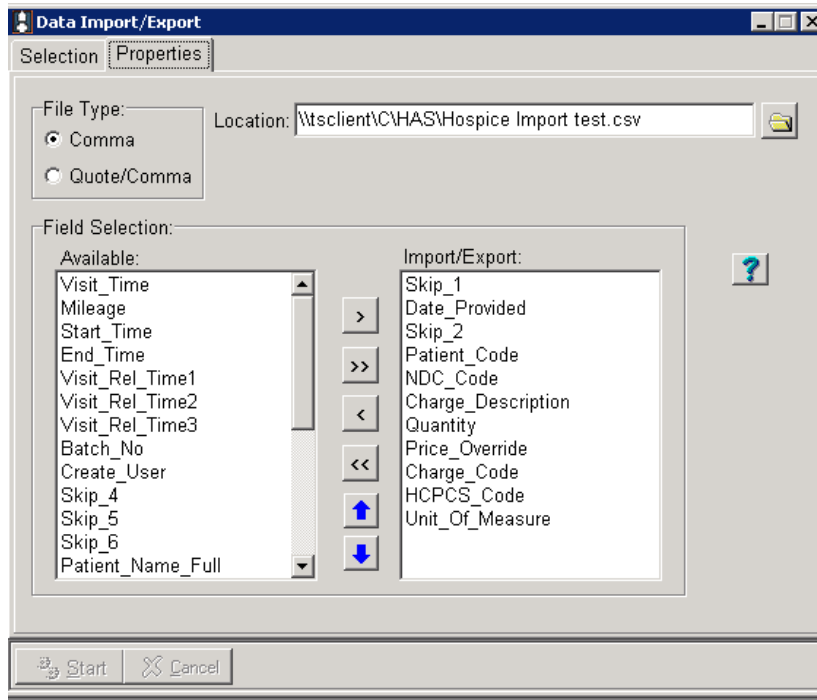 Data Import/Export
Selection
Properties
File Type:
Comma
Quote/Comma
Location: \\tsclient\C\HAS\Hospice Import test.csv
Field Selection:
Available:
Visit_Time
Mileage
Start_Time
End_Time
Visit_Rel_Time1
Visit_Rel_Time2
Visit_Rel_Time3
Batch_No
Create_User
Skip_4
Skip_5
Skip_6
Patient_Name_Full
>
>>
<
<<
Import/Export:
Skip_1
Date_Provided
Skip_2
Patient_Code
NDC_Code
Charge_Description
Quantity
Price_Override
Charge_Code
HCPCS_Code
Unit_Of_Measure
?
Start
Cancel